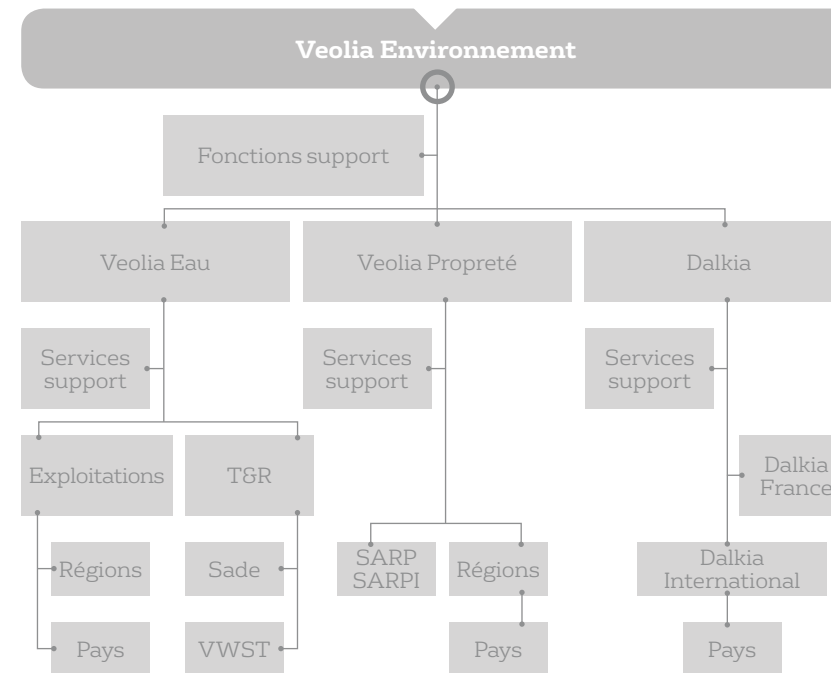 Veolia Environnement
Fonctions support
Veolia Eau
Veolia Propreté
Dalkia
Services
support
Services
support
Services
support
Exploitations
T&R
Dalkia
France
Régions
Sade
SARP
SARPI
Régions
Dalkia
International
Pays
VWST
Pays
Pays